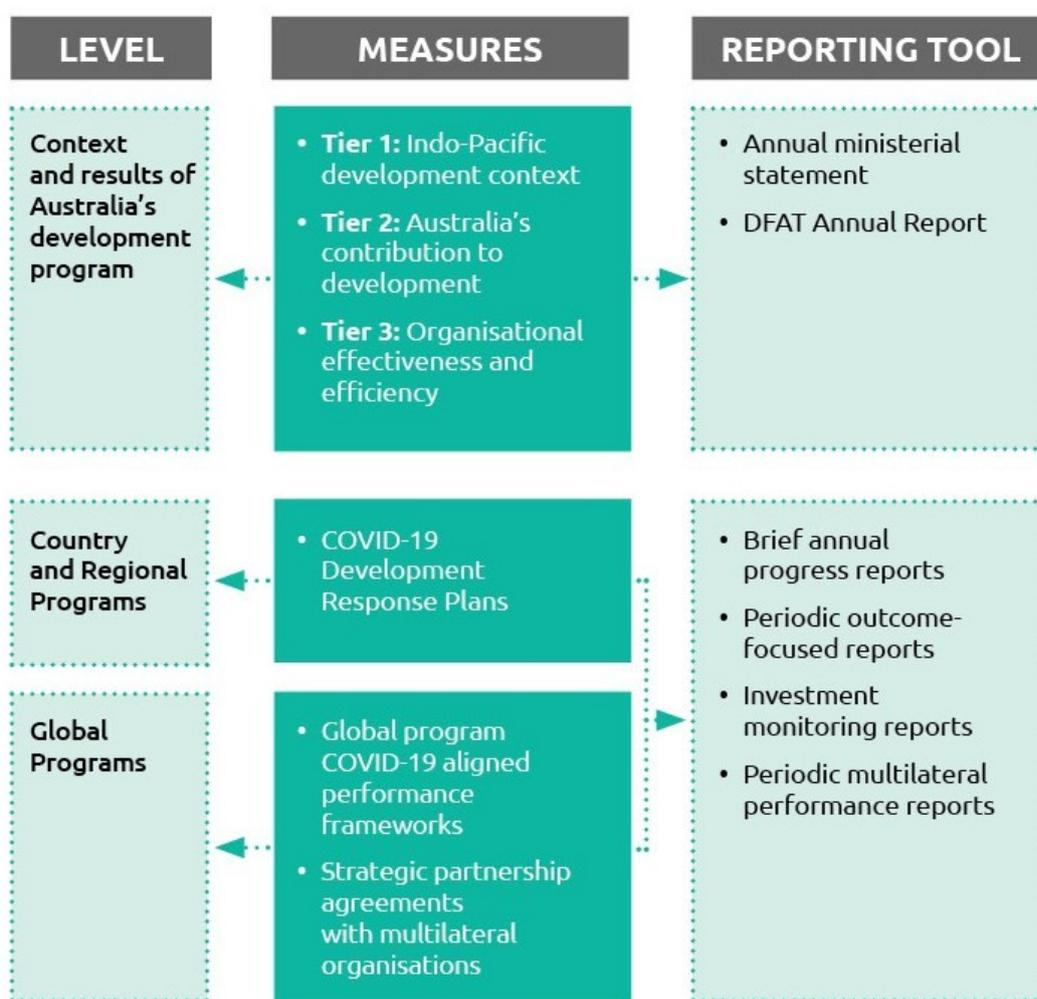 LEVEL
MEASURES
REPORTING TOOL
Context
and results of
Australia's
development
program
• Tier 1: Indo-Pacific
development context
• Tier 2: Australia's
contribution to
development
• Tier 3: Organisational
effectiveness and
efficiency
• Annual ministerial
statement
• DFAT Annual Report
Country
and Regional
Programs
• COVID-19
Development
Response Plans
• Brief annual
progress reports
• Periodic outcome-
focused reports
• Investment
monitoring reports
• Periodic multilateral
performance reports
Global
Programs
• Global program
COVID-19 aligned
performance
frameworks
• Strategic partnership
agreements
with multilateral
organisations